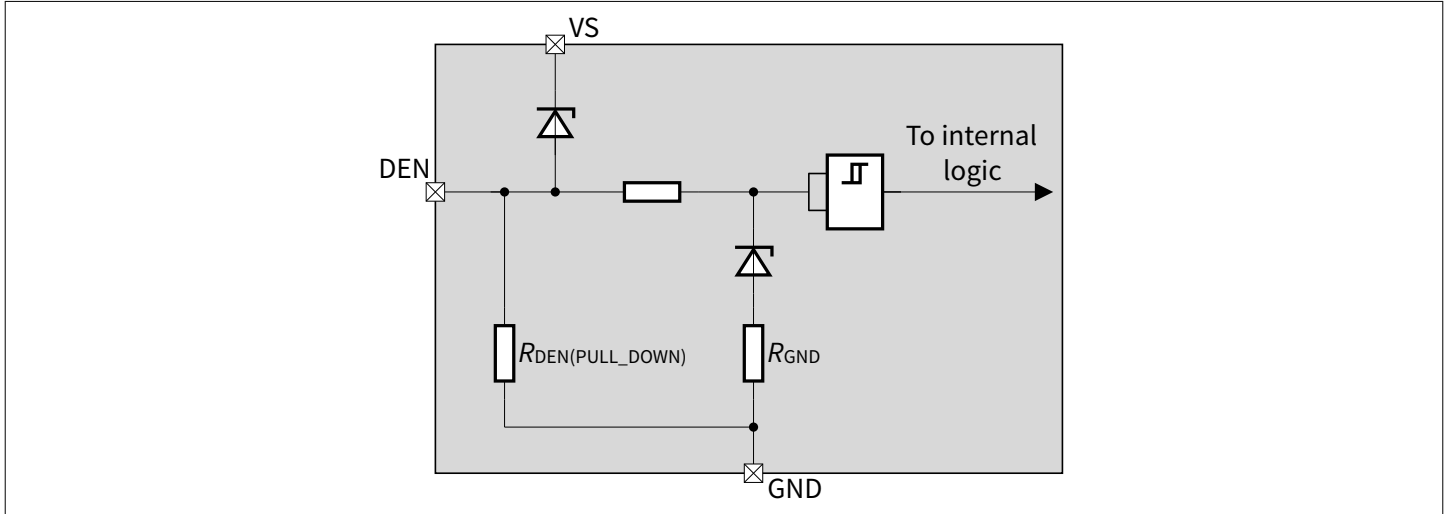 VS
DEN
To internal
logic
RDEN(PULL_DOWN)
RGND
GND